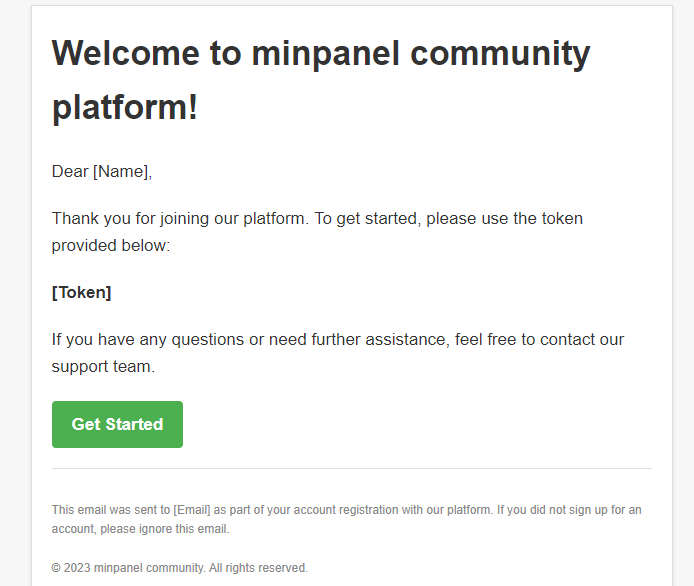 Welcome to minpanel community
platform!
Dear [Name],
Thank you for joining our platform. To get started, please use the token
provided below:
[Token]
If you have any questions or need further assistance, feel free to contact our
support team.
Get Started
This email was sent to [Email] as part of your account registration with our platform. If you did not sign up for an
account, please ignore this email.
© 2023 minpanel community. All rights reserved.